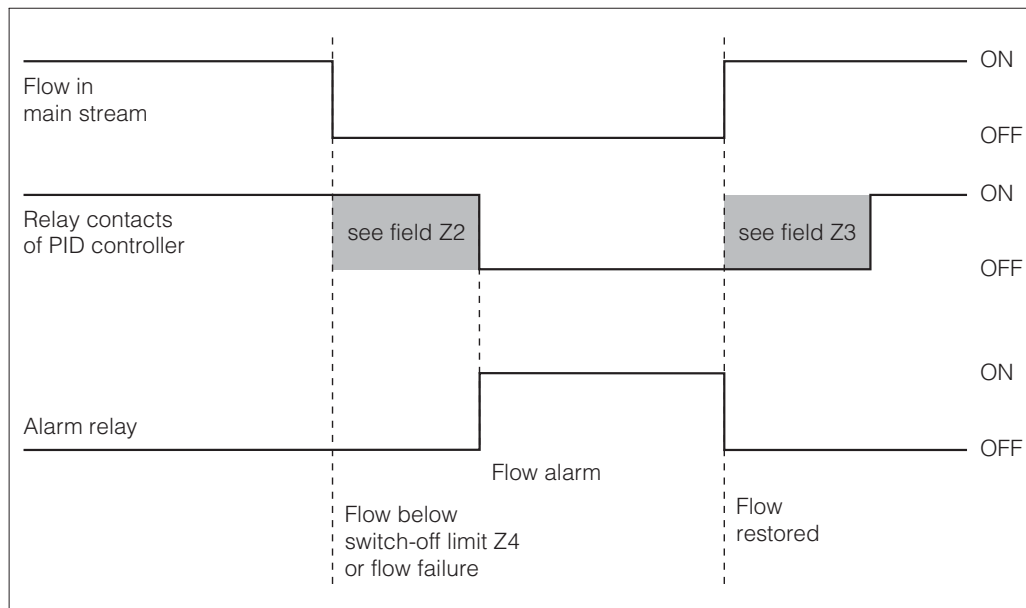 ON
Flow in
main stream
OFF
ON
Relay contacts
of PID controller
see field Z2
see field Z3
OFF
ON
Alarm relay
OFF
Flow alarm
Flow below
switch-off limit Z4
or flow failure
Flow
restored